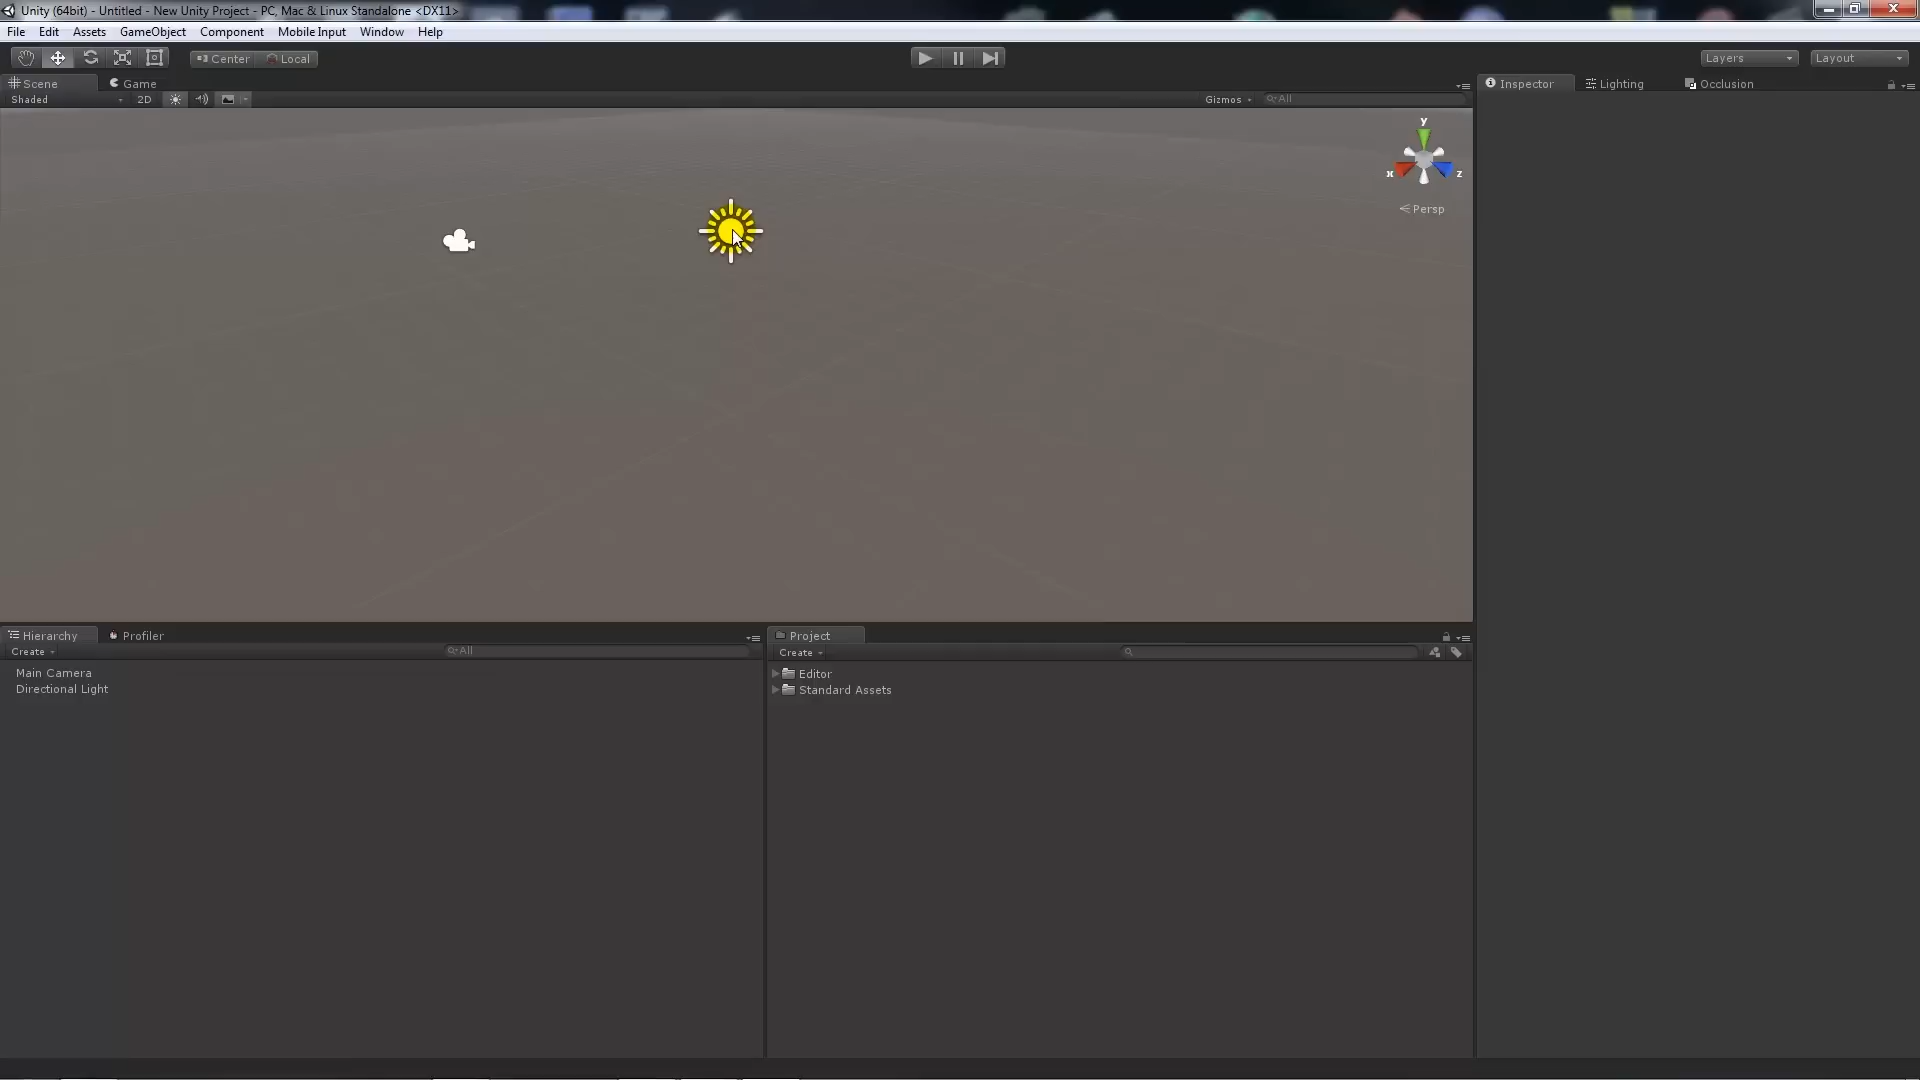 Unity (64bit) - Untitled - New Unity Project - PC, Mac & Linux Standalone <DX11>
File Edit Assets GameObject Component Mobile Input Window Help
Center Local Layers Layout
Scene Game Inspector Lighting Occlusion
Shaded 2D Gizmos All
y
x z
Persp
Hierarchy Profiler Project
Create All Create
Main Camera
Directional Light
Editor
Standard Assets